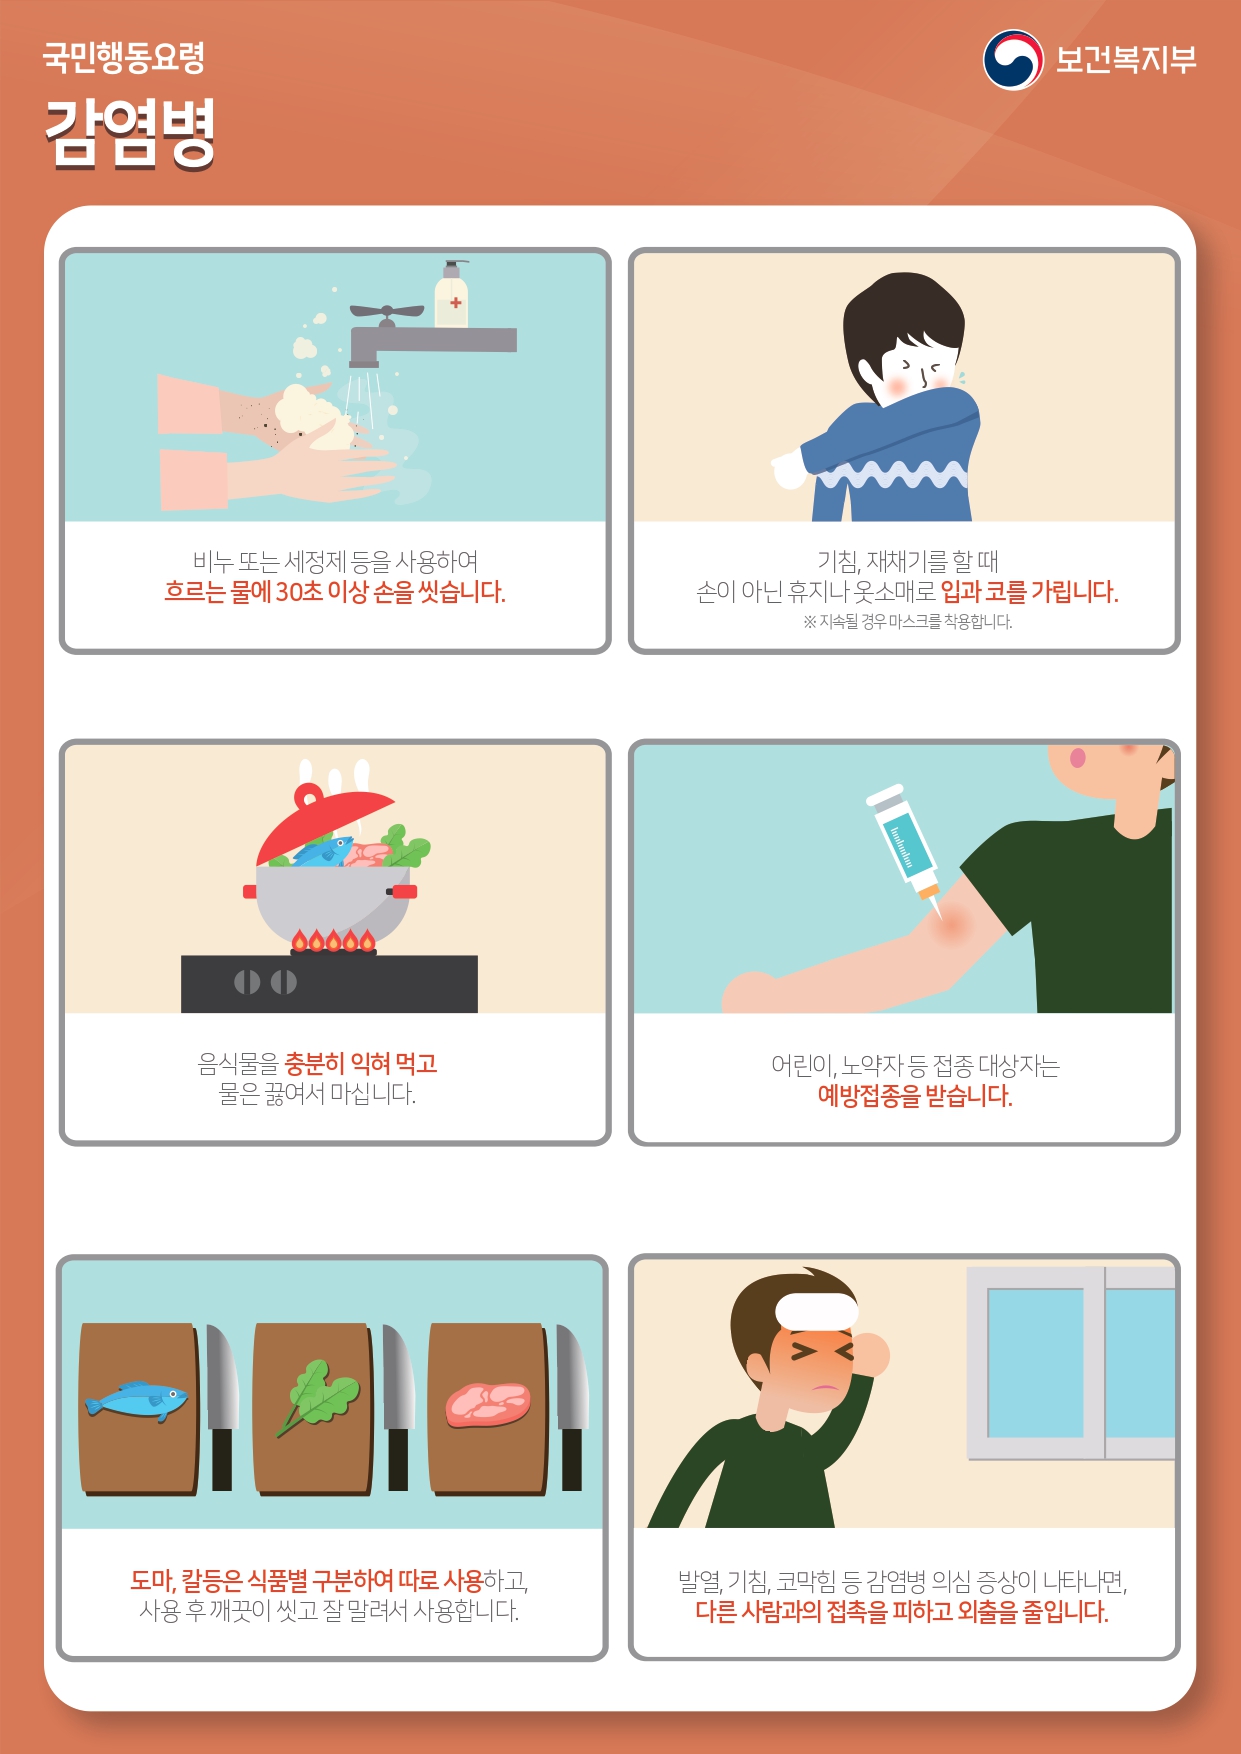 국민행동요령
감염병
보건복지부
비누 또는 세정제 등을 사용하여
흐르는 물에 30초 이상 손을 씻습니다.
기침, 재채기를 할 때
손이 아닌 휴지나 옷소매로 입과 코를 가립니다.
※ 지속될 경우 마스크를 착용합니다.
음식물을 충분히 익혀 먹고
물은 끓여서 마십니다.
어린이, 노약자 등 접종 대상자는
예방접종을 받습니다.
도마, 칼등은 식품별 구분하여 따로 사용하고,
사용 후 깨끗이 씻고 잘 말려서 사용합니다.
발열, 기침, 코막힘 등 감염병 의심 증상이 나타나면,
다른 사람과의 접촉을 피하고 외출을 줄입니다.